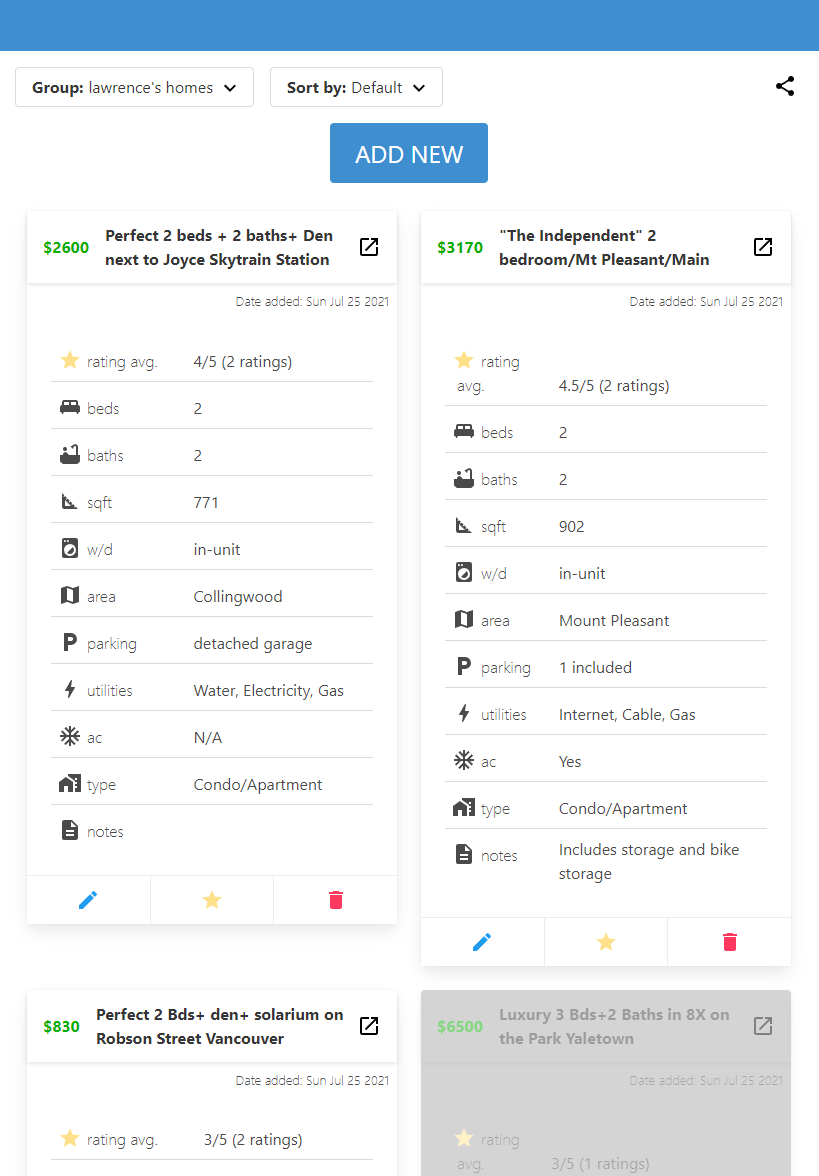 Group: lawrence's homes
Sort by: Default
ADD NEW
$2600
Perfect 2 beds + 2 baths+ Den
next to Joyce Skytrain Station
Date added: Sun Jul 25 2021
rating avg. 4/5 (2 ratings)
beds 2
baths 2
sqft 771
w/d in-unit
area Collingwood
parking detached garage
utilities Water, Electricity, Gas
ac N/A
type Condo/Apartment
notes
$3170
"The Independent" 2
bedroom/Mt Pleasant/Main
Date added: Sun Jul 25 2021
rating
avg. 4.5/5 (2 ratings)
beds 2
baths 2
sqft 902
w/d in-unit
area Mount Pleasant
parking 1 included
utilities Internet, Cable, Gas
ac Yes
type Condo/Apartment
notes Includes storage and bike
storage
$830
Perfect 2 Bds+ den+ solarium on
Robson Street Vancouver
Date added: Sun Jul 25 2021
rating avg. 3/5 (2 ratings)
$6500
Luxury 3 Bds+2 Baths in 8X on
the Park Yaletown
Date added: Sun Jul 25 2021
rating
avg. 3/5 (1 ratings)